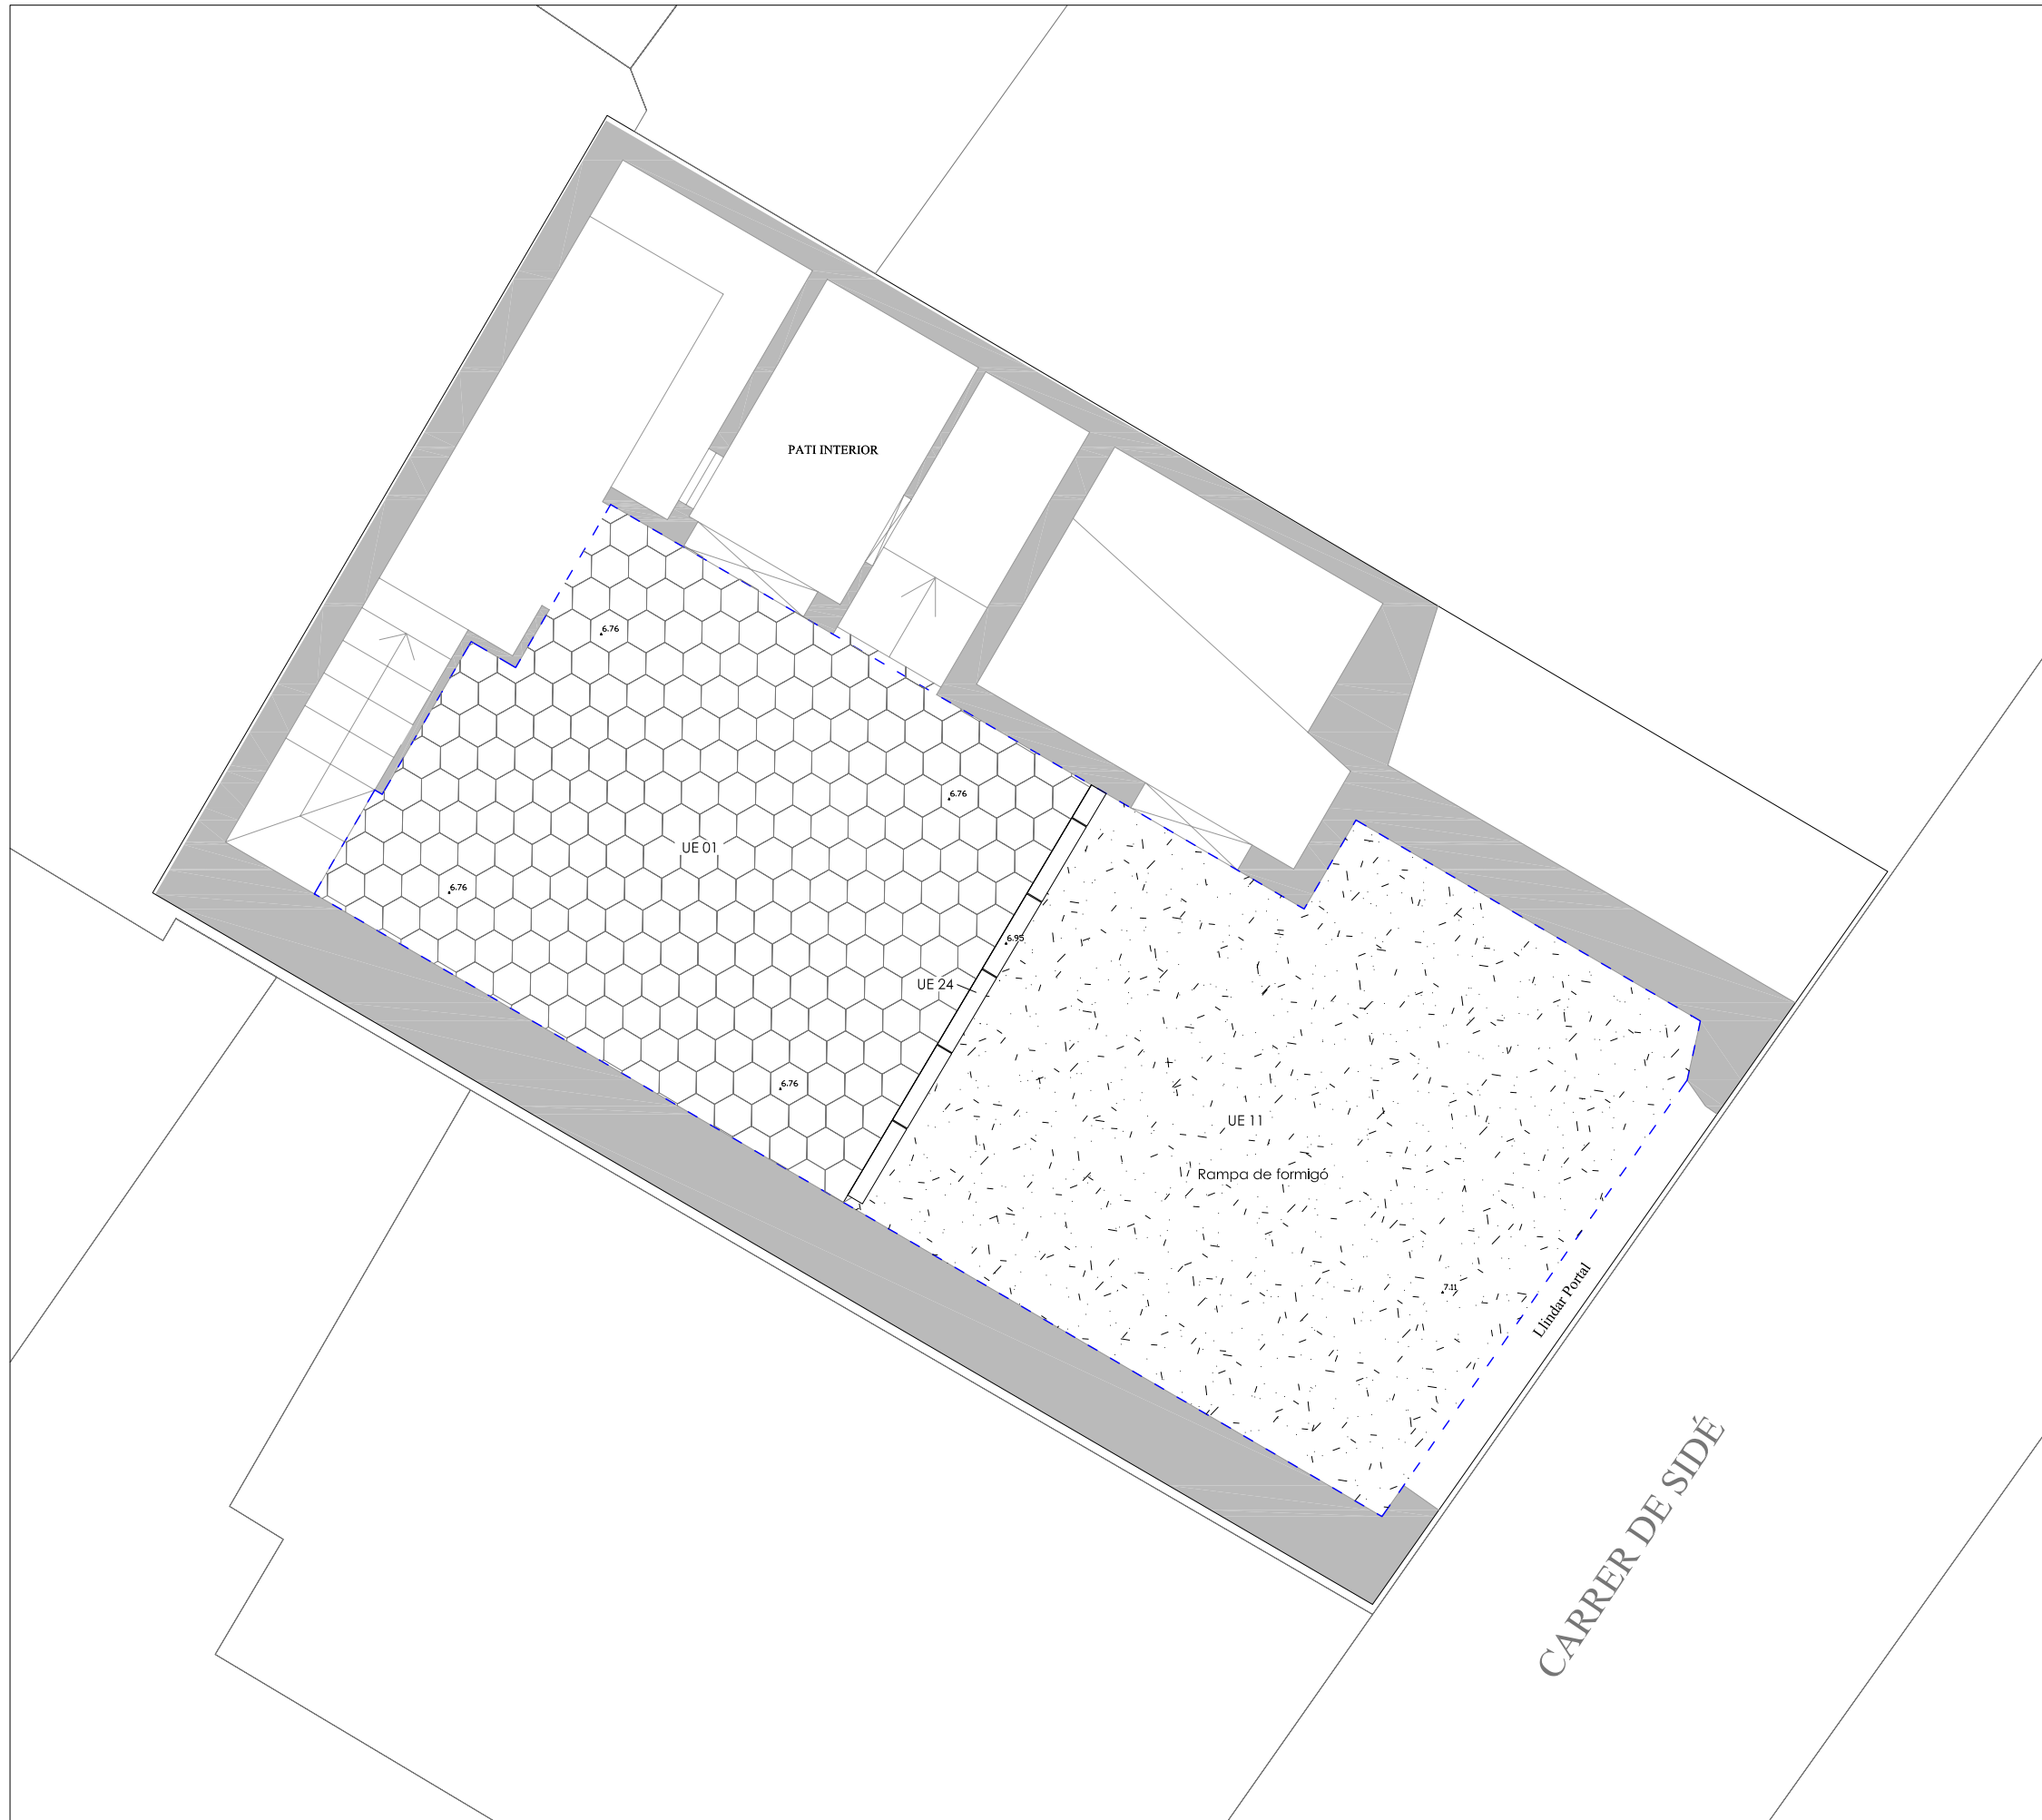 PATI INTERIOR
6.76
6.76
UE 01
6.76
6.95
UE 24
6.76
UE 11
Rampa de formigó
7.11
Llindar Portal
CARRER DE SIDÉ